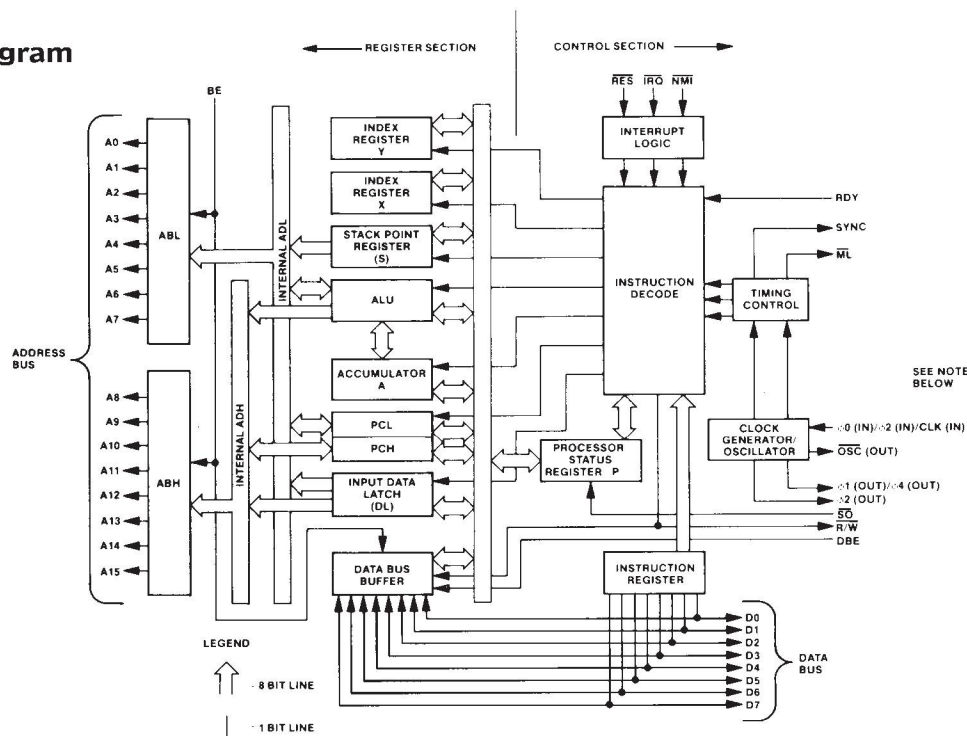 gram
REGISTER SECTION
CONTROL SECTION
BE
RES IRQ NMI
INTERRUPT
LOGIC
A0
A1
A2
A3
A4
A5
A6
A7
ABL
ADDRESS
BUS
A8
A9
A10
A11
A12
A13
A14
A15
ABH
INTERNAL ADL
INTERNAL ADH
INDEX
REGISTER
Y
INDEX
REGISTER
X
STACK POINT
REGISTER
(S)
ALU
ACCUMULATOR
A
PCL
PCH
INPUT DATA
LATCH
(DL)
DATA BUS
BUFFER
INSTRUCTION
DECODE
PROCESSOR
STATUS
REGISTER P
INSTRUCTION
REGISTER
TIMING
CONTROL
CLOCK
GENERATOR/
OSCILLATOR
RDY
SYNC
ML
SEE NOTE
BELOW
φ0 (IN)/φ2 (IN)/CLK (IN)
OSC (OUT)
φ1 (OUT)/φ4 (OUT)
φ2 (OUT)
SO
R/W
DBE
D0
D1
D2
D3
D4
D5
D6
D7
DATA
BUS
LEGEND
- 8 BIT LINE
- 1 BIT LINE